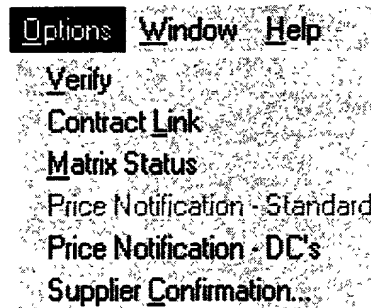 Options Window Help
Verify
Contract Link
Matrix Status
Price Notification - Standard
Price Notification - DC's
Supplier Confirmation...